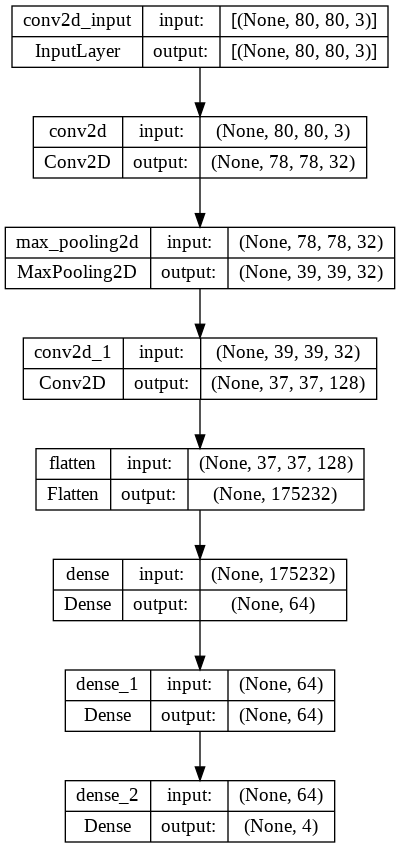 conv2d_input input: [(None, 80, 80, 3)]
InputLayer output: [(None, 80, 80, 3)]
conv2d input: (None, 80, 80, 3)
Conv2D output: (None, 78, 78, 32)
max_pooling2d input: (None, 78, 78, 32)
MaxPooling2D output: (None, 39, 39, 32)
conv2d_1 input: (None, 39, 39, 32)
Conv2D output: (None, 37, 37, 128)
flatten input: (None, 37, 37, 128)
Flatten output: (None, 175232)
dense input: (None, 175232)
Dense output: (None, 64)
dense_1 input: (None, 64)
Dense output: (None, 64)
dense_2 input: (None, 64)
Dense output: (None, 4)